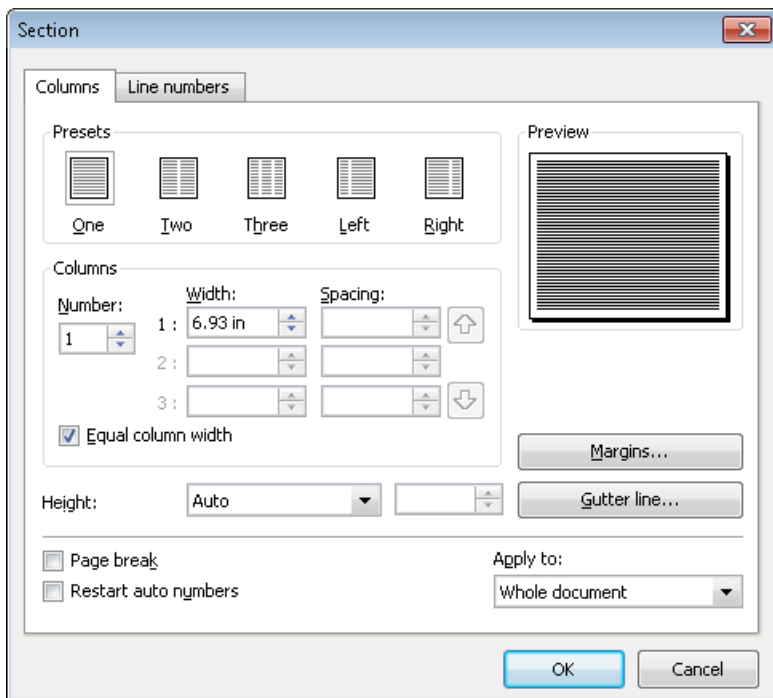 Section
Columns Line numbers
Presets
One Two Three Left Right
Preview
Columns
Number: Width: Spacing:
1 1 : 6.93 in
2 :
3 :
Equal column width
Margins...
Height: Auto Gutter line...
Page break
Restart auto numbers
Apply to:
Whole document
OK Cancel